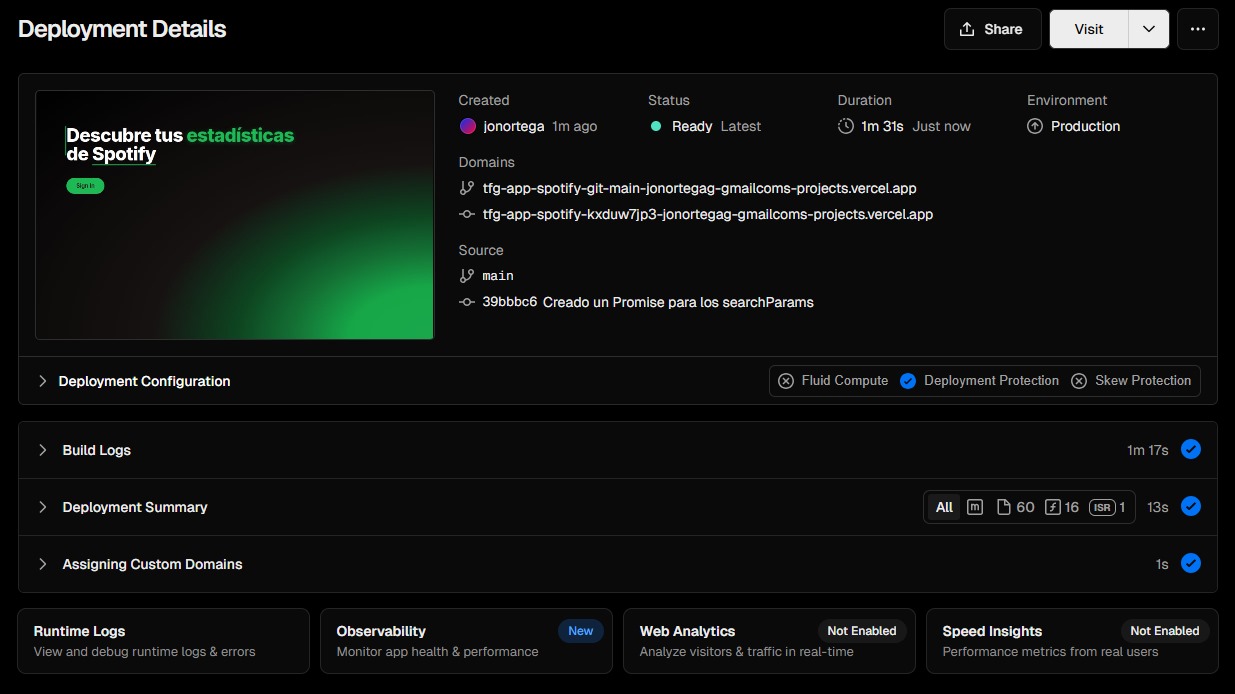 Deployment Details
Share
Visit
Descubre tus estadísticas
de Spotify
Sign In
Created
jonortega 1m ago
Status
Ready Latest
Duration
1m 31s Just now
Environment
Production
Domains
tfg-app-spotify-git-main-jonortegag-gmailcoms-projects.vercel.app
tfg-app-spotify-kxduw7jp3-jonortegag-gmailcoms-projects.vercel.app
Source
main
39bbbc6 Creado un Promise para los searchParams
Deployment Configuration
Fluid Compute Deployment Protection Skew Protection
Build Logs
1m 17s
Deployment Summary
All m 60 f 16 ISR 1 13s
Assigning Custom Domains
1s
Runtime Logs
View and debug runtime logs & errors
Observability New
Monitor app health & performance
Web Analytics Not Enabled
Analyze visitors & traffic in real-time
Speed Insights Not Enabled
Performance metrics from real users